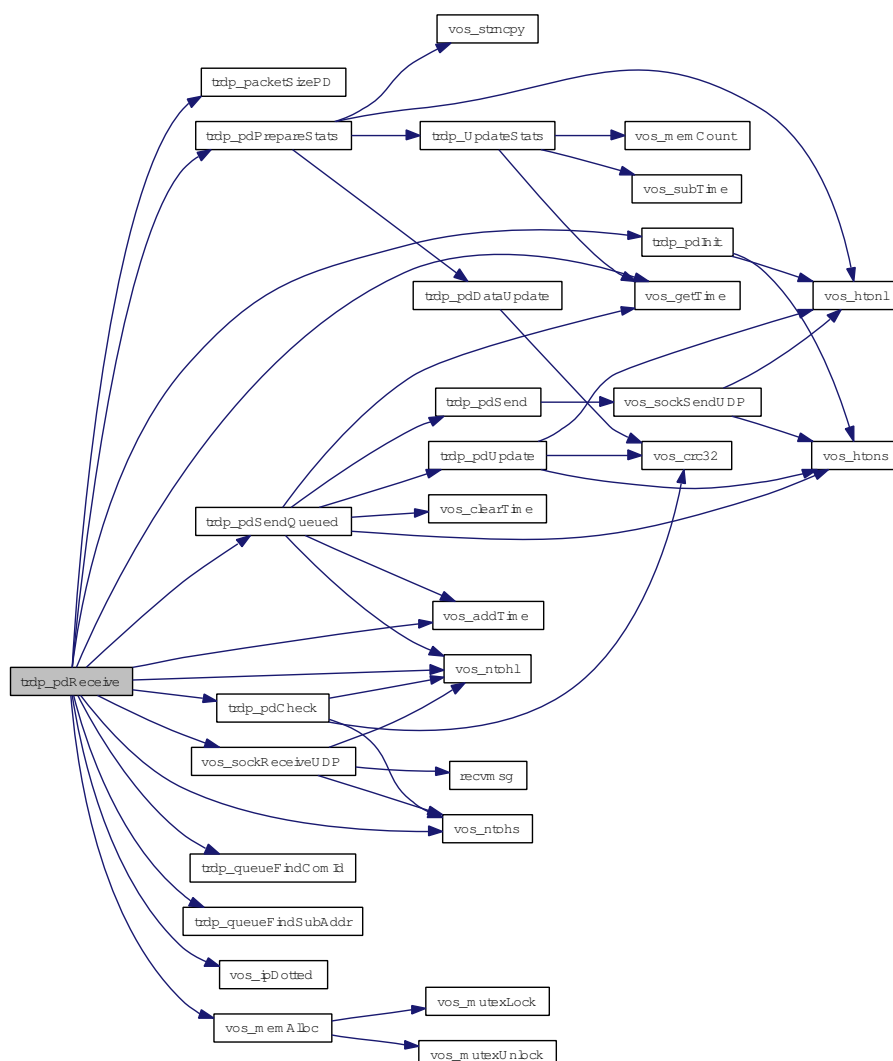 vos_strncpy
trdp_packetSizePD
trdp_pdPrepareStats
trdp_UpdateStats
vos_memCount
vos_subTime
trdp_pdInit
trdp_pdDataUpdate
vos_getTime
vos_htonl
trdp_pdSend
vos_sockSendUDP
trdp_pdUpdate
vos_crc32
vos_htons
trdp_pdSendQueued
vos_clearTime
vos_addTime
vos_ntohl
trdp_pdReceive
trdp_pdCheck
vos_sockReceiveUDP
recvmsg
vos_ntohs
trdp_queueFindComId
trdp_queueFindSubAddr
vos_ipDotted
vos_memAlloc
vos_mutexLock
vos_mutexUnlock